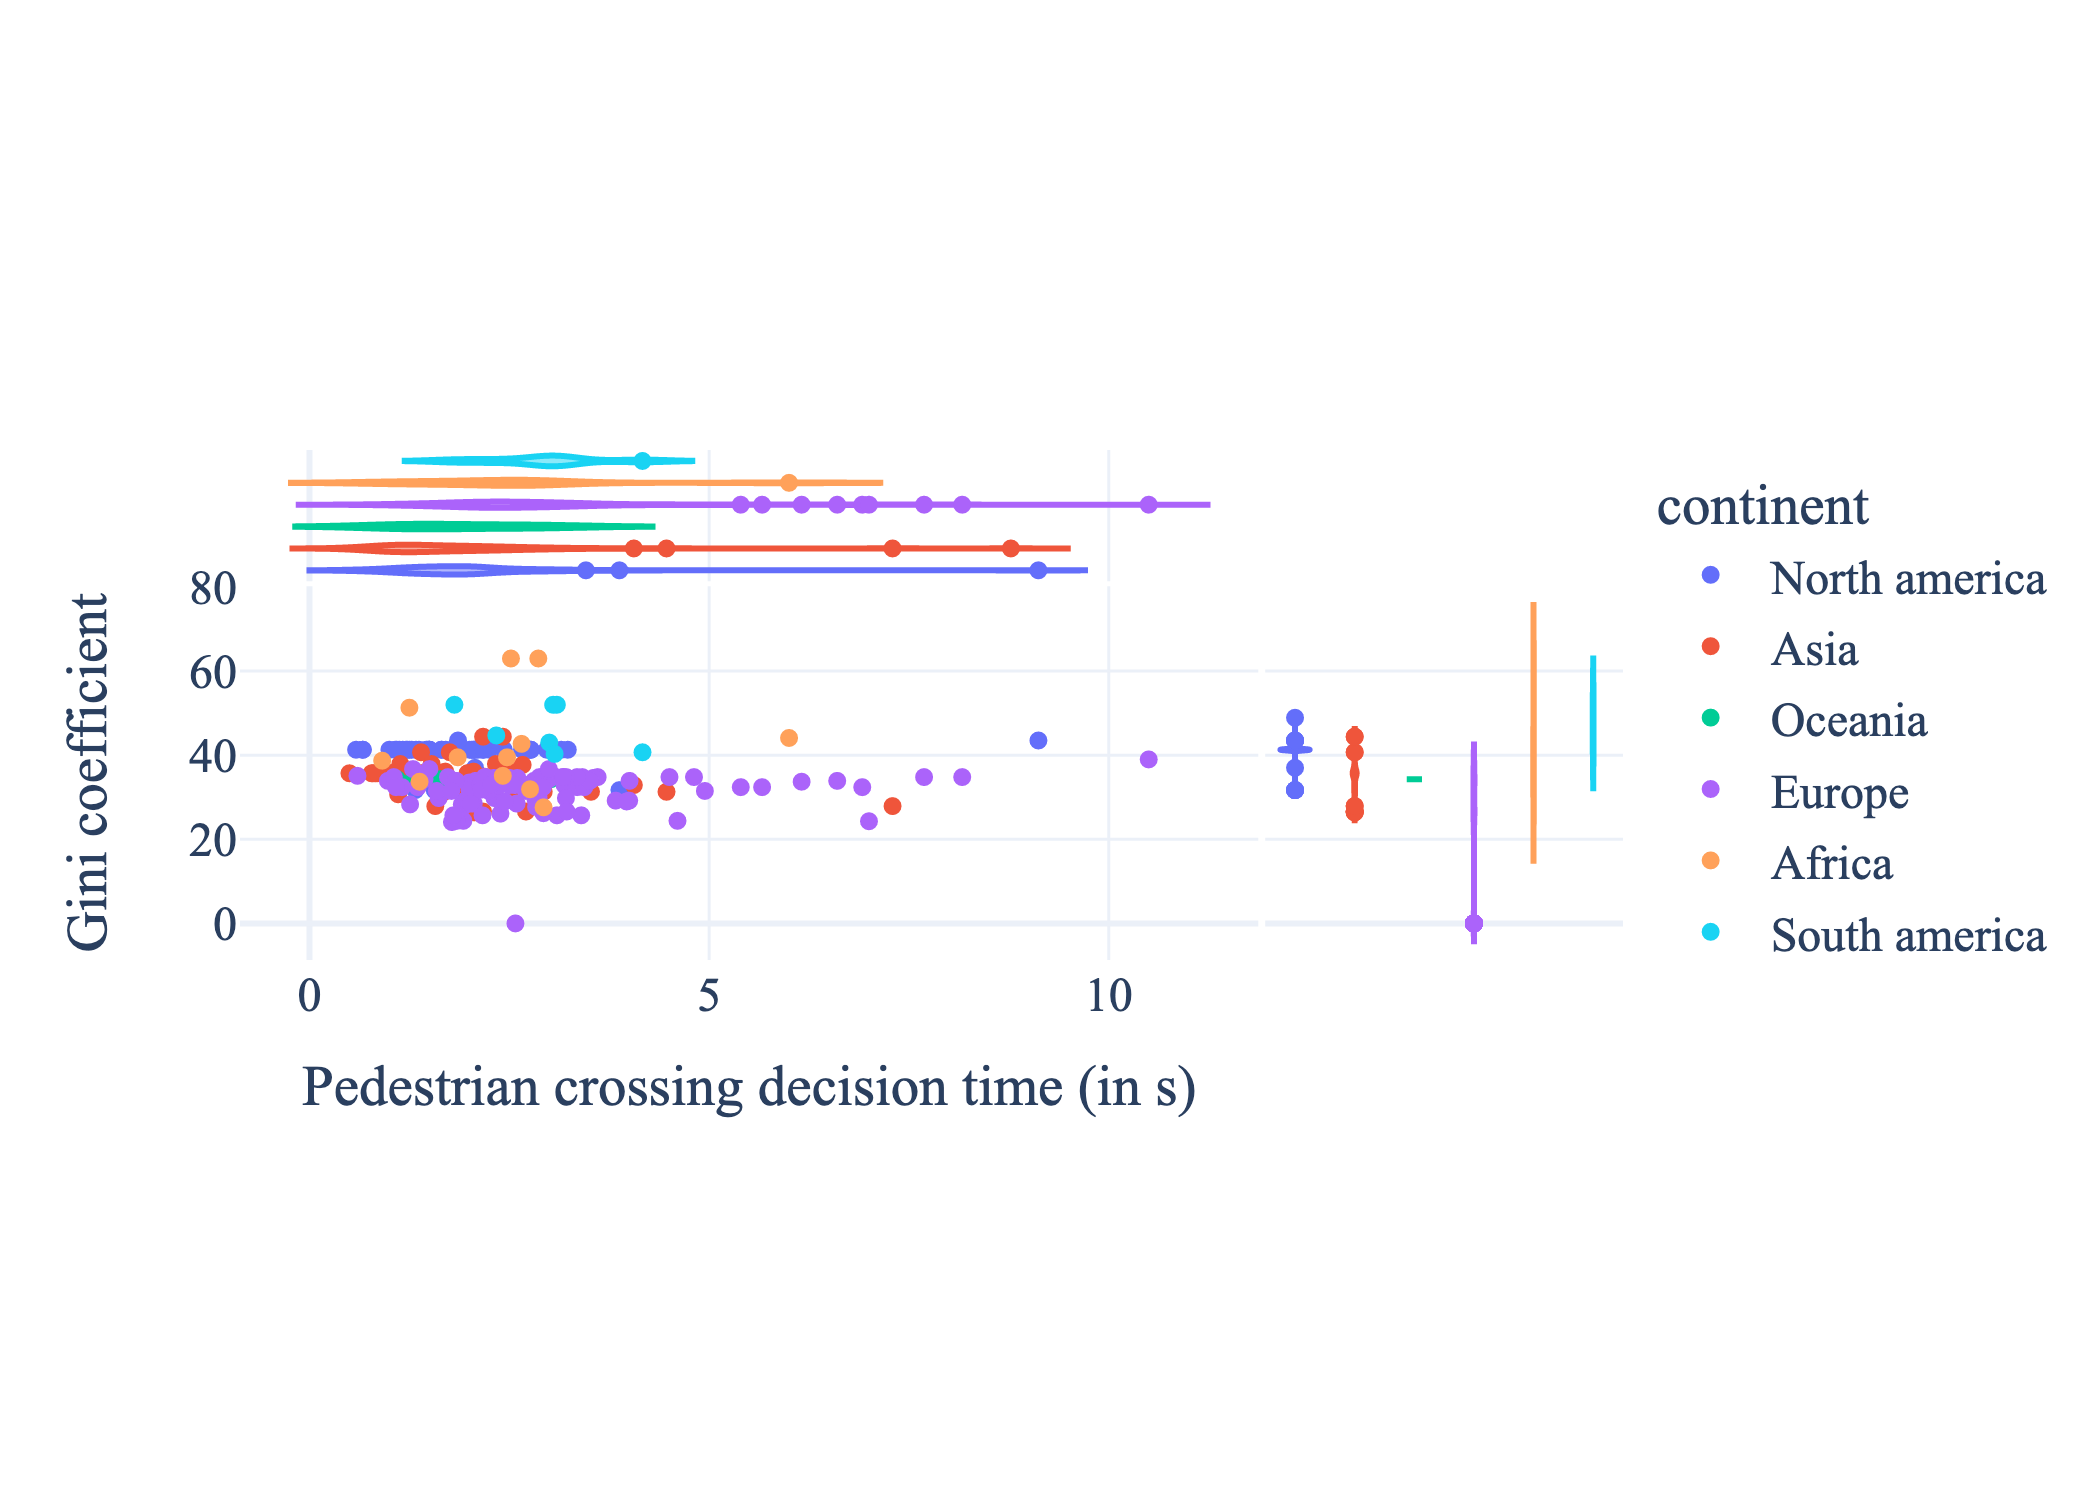 continent
North america
Asia
Oceania
Europe
Africa
South america
Gini coefficient
80
60
40
20
0
0 5 10
Pedestrian crossing decision time (in s)